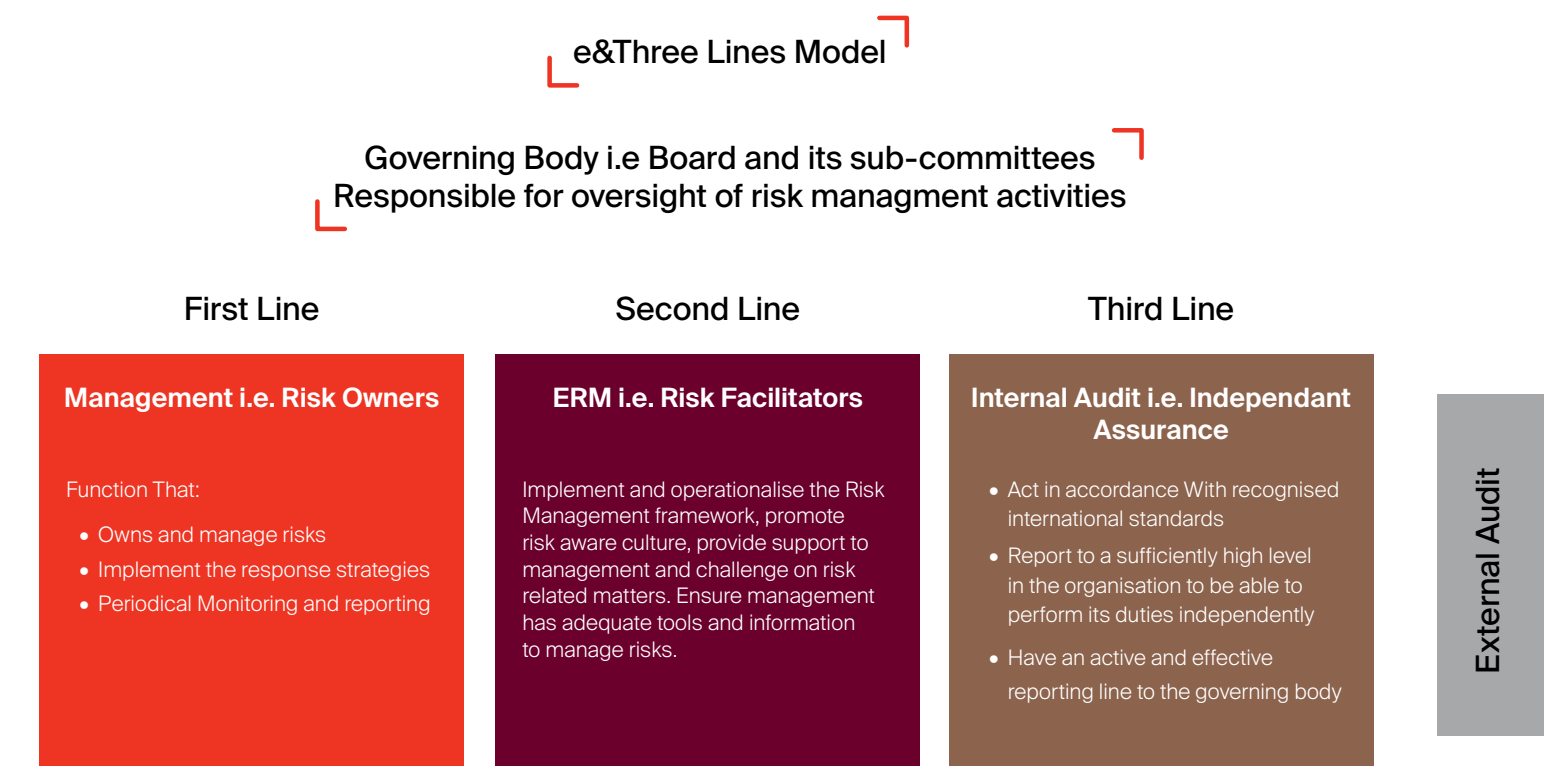 e&Three Lines Model
Governing Body i.e Board and its sub-committees
Responsible for oversight of risk managment activities
First Line
Second Line
Third Line
Management i.e. Risk Owners
Function That:
• Owns and manage risks
• Implement the response strategies
• Periodical Monitoring and reporting
ERM i.e. Risk Facilitators
Implement and operationalise the Risk
Management framework, promote
risk aware culture, provide support to
management and challenge on risk
related matters. Ensure management
has adequate tools and information
to manage risks.
Internal Audit i.e. Independant
Assurance
• Act in accordance With recognised
international standards
• Report to a sufficiently high level
in the organisation to be able to
perform its duties independently
• Have an active and effective
reporting line to the governing body
External Audit